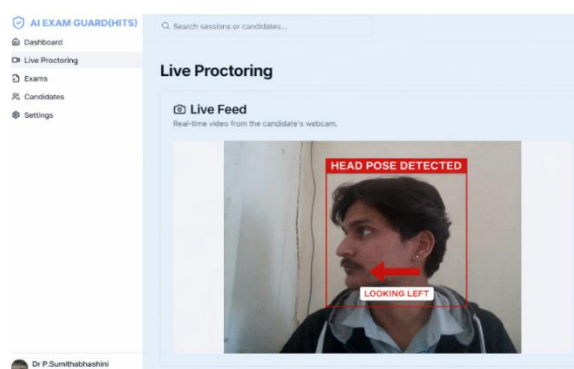 AI EXAM GUARD(HITS)
Dashboard
Live Proctoring
Exams
Candidates
Settings
Dr P.Sumithabhashini
Search sessions or candidates...
Live Proctoring
Live Feed
Real-time video from the candidate's webcam.
HEAD POSE DETECTED
LOOKING LEFT